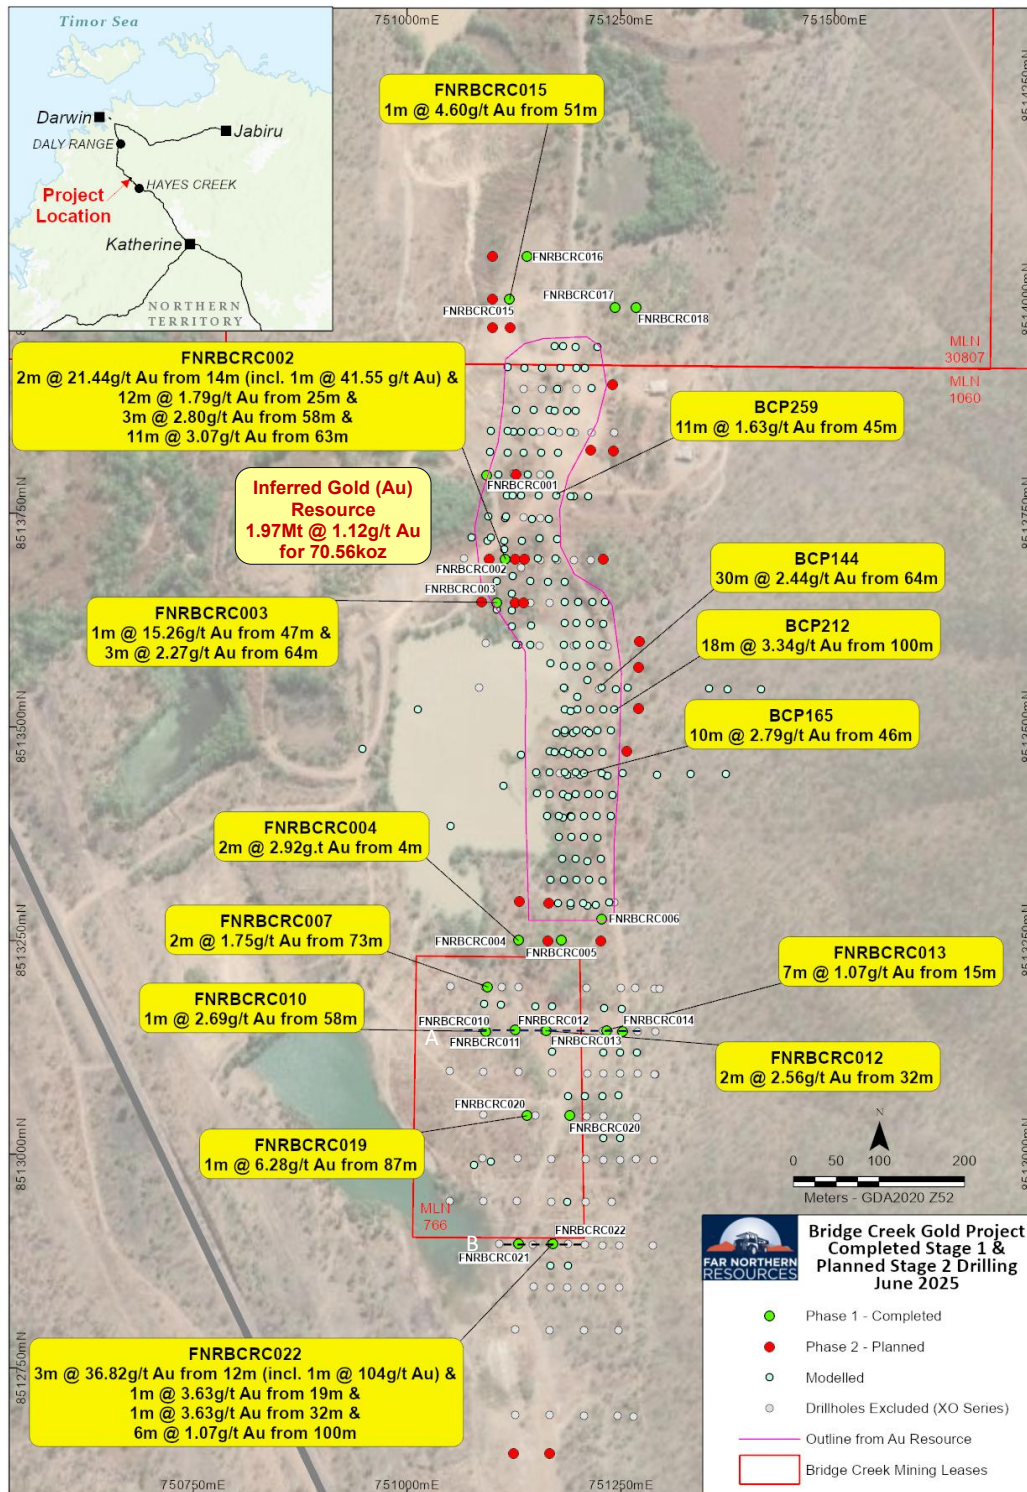 751000mE
751250mE
751500mE
Timor Sea
Darwin
Jabiru
DALY RANGE
HAYES CREEK
Project
Location
Katherine
NORTHERN
TERRITORY
8514250mN
8514000mN
FNRBCRC015
1m @ 4.60g/t Au from 51m
FNRBCRC016
FNRBCRC017
FNRBCRC015
FNRBCRC018
MLN
30807
MLN
1060
FNRBCRC002
2m @ 21.44g/t Au from 14m (incl. 1m @ 41.55 g/t Au) &
12m @ 1.79g/t Au from 25m &
3m @ 2.80g/t Au from 58m &
11m @ 3.07g/t Au from 63m
BCP259
11m @ 1.63g/t Au from 45m
FNRBCRC001
Inferred Gold (Au)
Resource
1.97Mt @ 1.12g/t Au
for 70.56koz
8513750mN
8513750mN
FNRBCRC002
BCP144
30m @ 2.44g/t Au from 64m
FNRBCRC003
FNRBCRC003
1m @ 15.26g/t Au from 47m &
3m @ 2.27g/t Au from 64m
BCP212
18m @ 3.34g/t Au from 100m
8513500mN
8513500mN
BCP165
10m @ 2.79g/t Au from 46m
FNRBCRC004
2m @ 2.92g.t Au from 4m
FNRBCRC006
FNRBCRC007
2m @ 1.75g/t Au from 73m
FNRBCRC004
FNRBCRC005
8513250mN
8513250mN
FNRBCRC013
7m @ 1.07g/t Au from 15m
FNRBCRC010
1m @ 2.69g/t Au from 58m
FNRBCRC010
FNRBCRC012
FNRBCRC014
A
FNRBCRC011
FNRBCRC013
FNRBCRC012
2m @ 2.56g/t Au from 32m
FNRBCRC020
FNRBCRC020
FNRBCRC019
1m @ 6.28g/t Au from 87m
8513000mN
8513000mN
N
0 50 100 200
Meters - GDA2020 Z52
MLN
766
FNRBCRC022
B
FNRBCRC021
FNRBCRC022
3m @ 36.82g/t Au from 12m (incl. 1m @ 104g/t Au) &
1m @ 3.63g/t Au from 19m &
1m @ 3.63g/t Au from 32m &
6m @ 1.07g/t Au from 100m
8512750mN
FAR NORTHERN
RESOURCES
Bridge Creek Gold Project
Completed Stage 1 &
Planned Stage 2 Drilling
June 2025
Phase 1 - Completed
Phase 2 - Planned
Modelled
Drillholes Excluded (XO Series)
Outline from Au Resource
Bridge Creek Mining Leases
750750mE
751000mE
751250mE